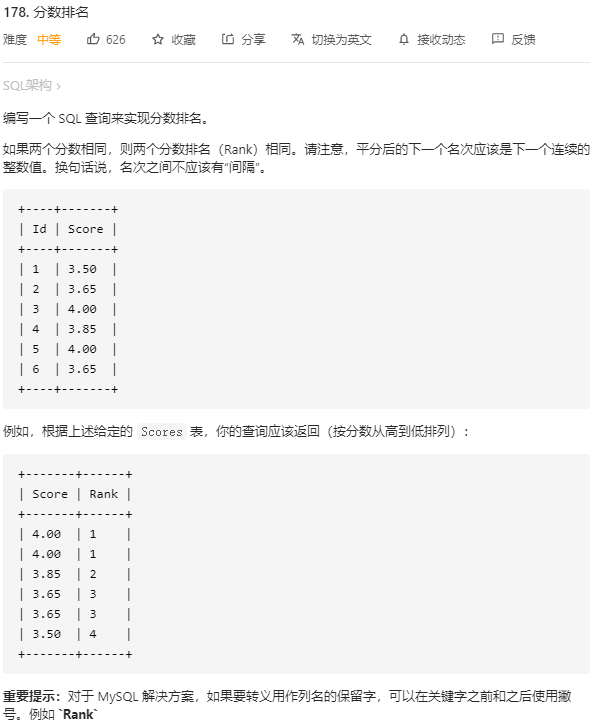 178. 分数排名
难度 中等 626 收藏 分享 切换为英文 接收动态 反馈
SQL架构 ›
编写一个 SQL 查询来实现分数排名。
如果两个分数相同，则两个分数排名（Rank）相同。请注意，平分后的下一个名次应该是下一个连续的
整数值。换句话说，名次之间不应该有“间隔”。
+----+-------+
| Id | Score |
+----+-------+
| 1  | 3.50  |
| 2  | 3.65  |
| 3  | 4.00  |
| 4  | 3.85  |
| 5  | 4.00  |
| 6  | 3.65  |
+----+-------+
例如，根据上述给定的 Scores 表，你的查询应该返回（按分数从高到低排列）：
+-------+------+
| Score | Rank |
+-------+------+
| 4.00  | 1    |
| 4.00  | 1    |
| 3.85  | 2    |
| 3.65  | 3    |
| 3.65  | 3    |
| 3.50  | 4    |
+-------+------+
重要提示：对于 MySQL 解决方案，如果要转义用作列名的保留字，可以在关键字之前和之后使用撇
号。例如 `Rank`